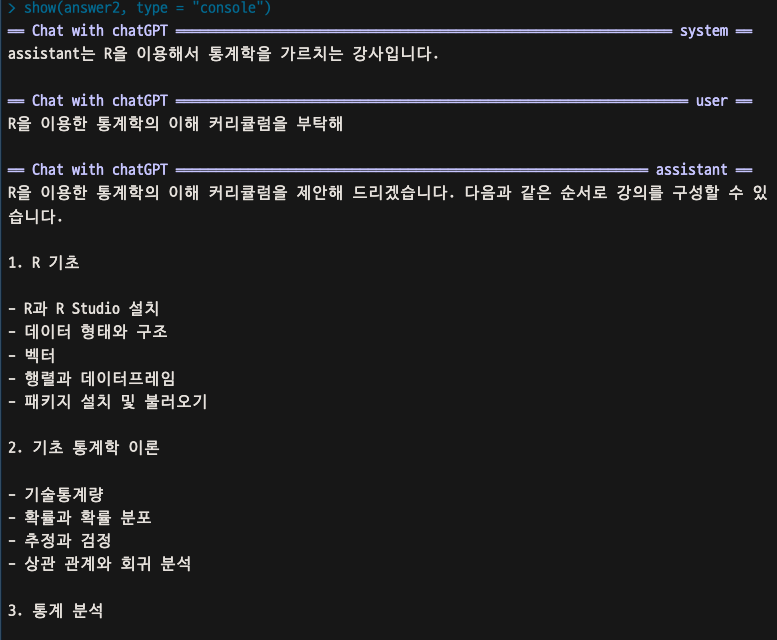 > show(answer2, type = "console")
══ Chat with chatGPT ══════════════════════════════════════════════════════════════ system ══
assistant는 R을 이용해서 통계학을 가르치는 강사입니다.
══ Chat with chatGPT ════════════════════════════════════════════════════════════════ user ══
R을 이용한 통계학의 이해 커리큘럼을 부탁해
══ Chat with chatGPT ═══════════════════════════════════════════════════════════ assistant ══
R을 이용한 통계학의 이해 커리큘럼을 제안해 드리겠습니다. 다음과 같은 순서로 강의를 구성할 수 있
습니다.
1. R 기초
- R과 R Studio 설치
- 데이터 형태와 구조
- 벡터
- 행렬과 데이터프레임
- 패키지 설치 및 불러오기
2. 기초 통계학 이론
- 기술통계량
- 확률과 확률 분포
- 추정과 검정
- 상관 관계와 회귀 분석
3. 통계 분석